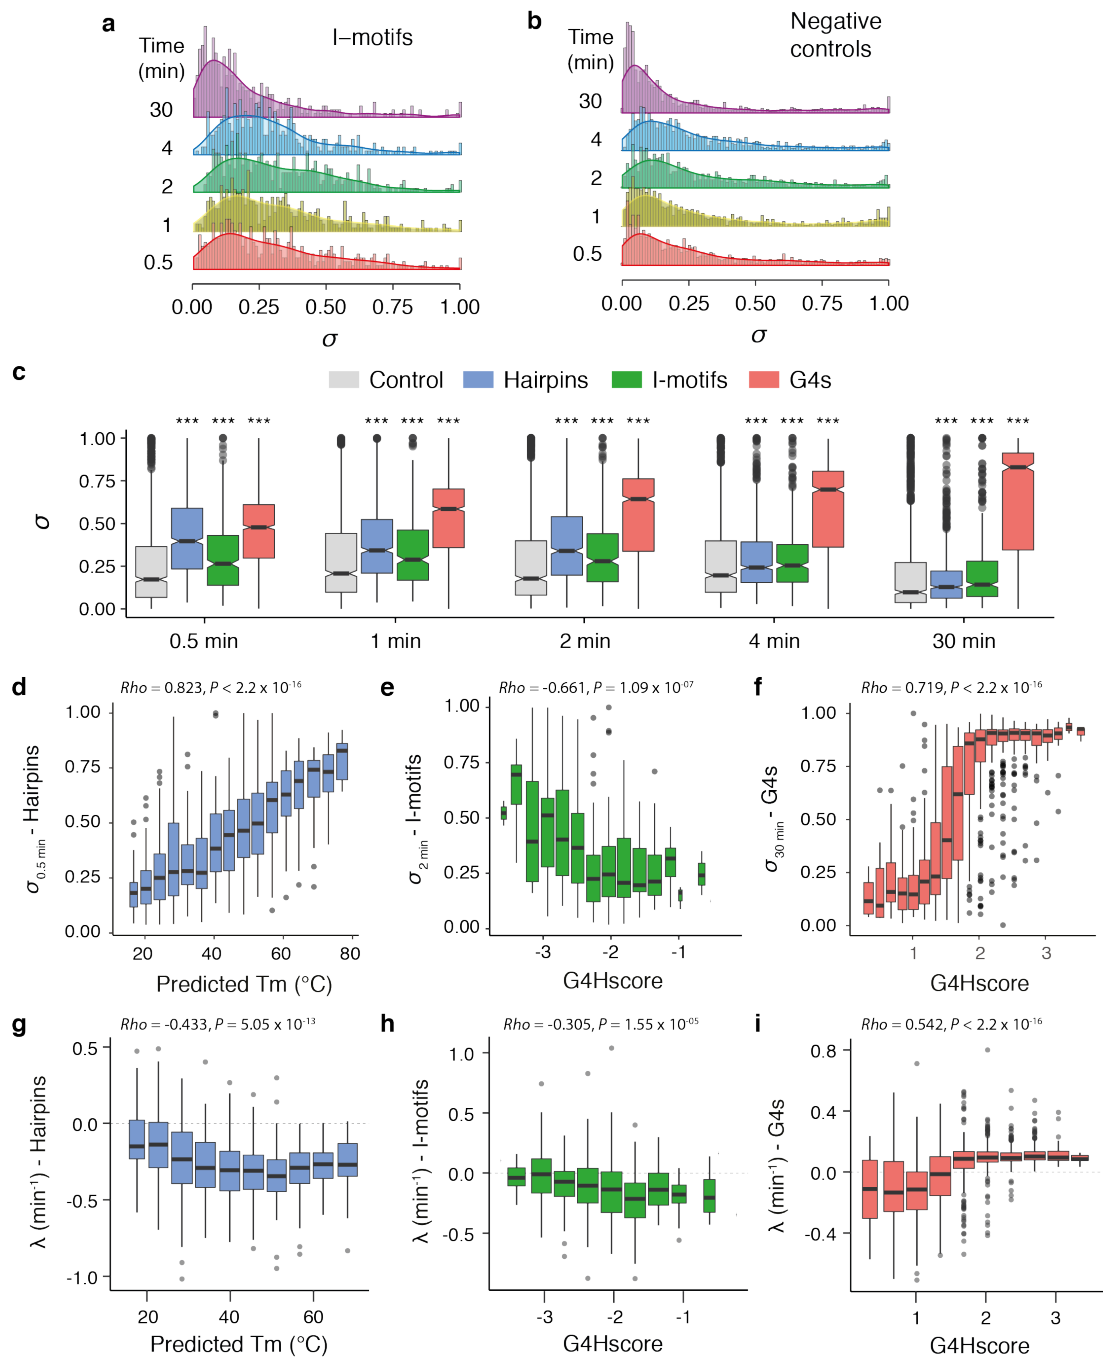 a
Time
(min)
I–motifs
30
4
2
1
0.5
0.00 0.25 0.50 0.75 1.00
σ
b
Time
(min)
Negative
controls
30
4
2
1
0.5
0.00 0.25 0.50 0.75 1.00
σ
c
Control Hairpins I-motifs G4s
*** *** *** *** *** *** *** *** *** *** *** *** *** *** ***
1.00
0.75
0.50
0.25
0.00
σ
0.5 min 1 min 2 min 4 min 30 min
d
Rho = 0.823, P < 2.2 x 10⁻¹⁶
1.00
0.75
0.50
0.25
0.00
σ0.5 min - Hairpins
20 40 60 80
Predicted Tm (°C)
e
Rho = -0.661, P = 1.09 x 10⁻⁰⁷
1.00
0.75
0.50
0.25
0.00
σ2 min - I-motifs
-3 -2 -1
G4Hscore
f
Rho = 0.719, P < 2.2 x 10⁻¹⁶
1.00
0.75
0.50
0.25
0.00
σ30 min - G4s
1 2 3
G4Hscore
g
Rho = -0.433, P = 5.05 x 10⁻¹³
0.5
0.0
-0.5
-1.0
λ (min⁻¹) - Hairpins
20 40 60
Predicted Tm (°C)
h
Rho = -0.305, P = 1.55 x 10⁻⁰⁵
1.0
0.5
0.0
-0.5
λ (min⁻¹) - I-motifs
-3 -2 -1
G4Hscore
i
Rho = 0.542, P < 2.2 x 10⁻¹⁶
0.8
0.4
0.0
-0.4
λ (min⁻¹) - G4s
1 2 3
G4Hscore